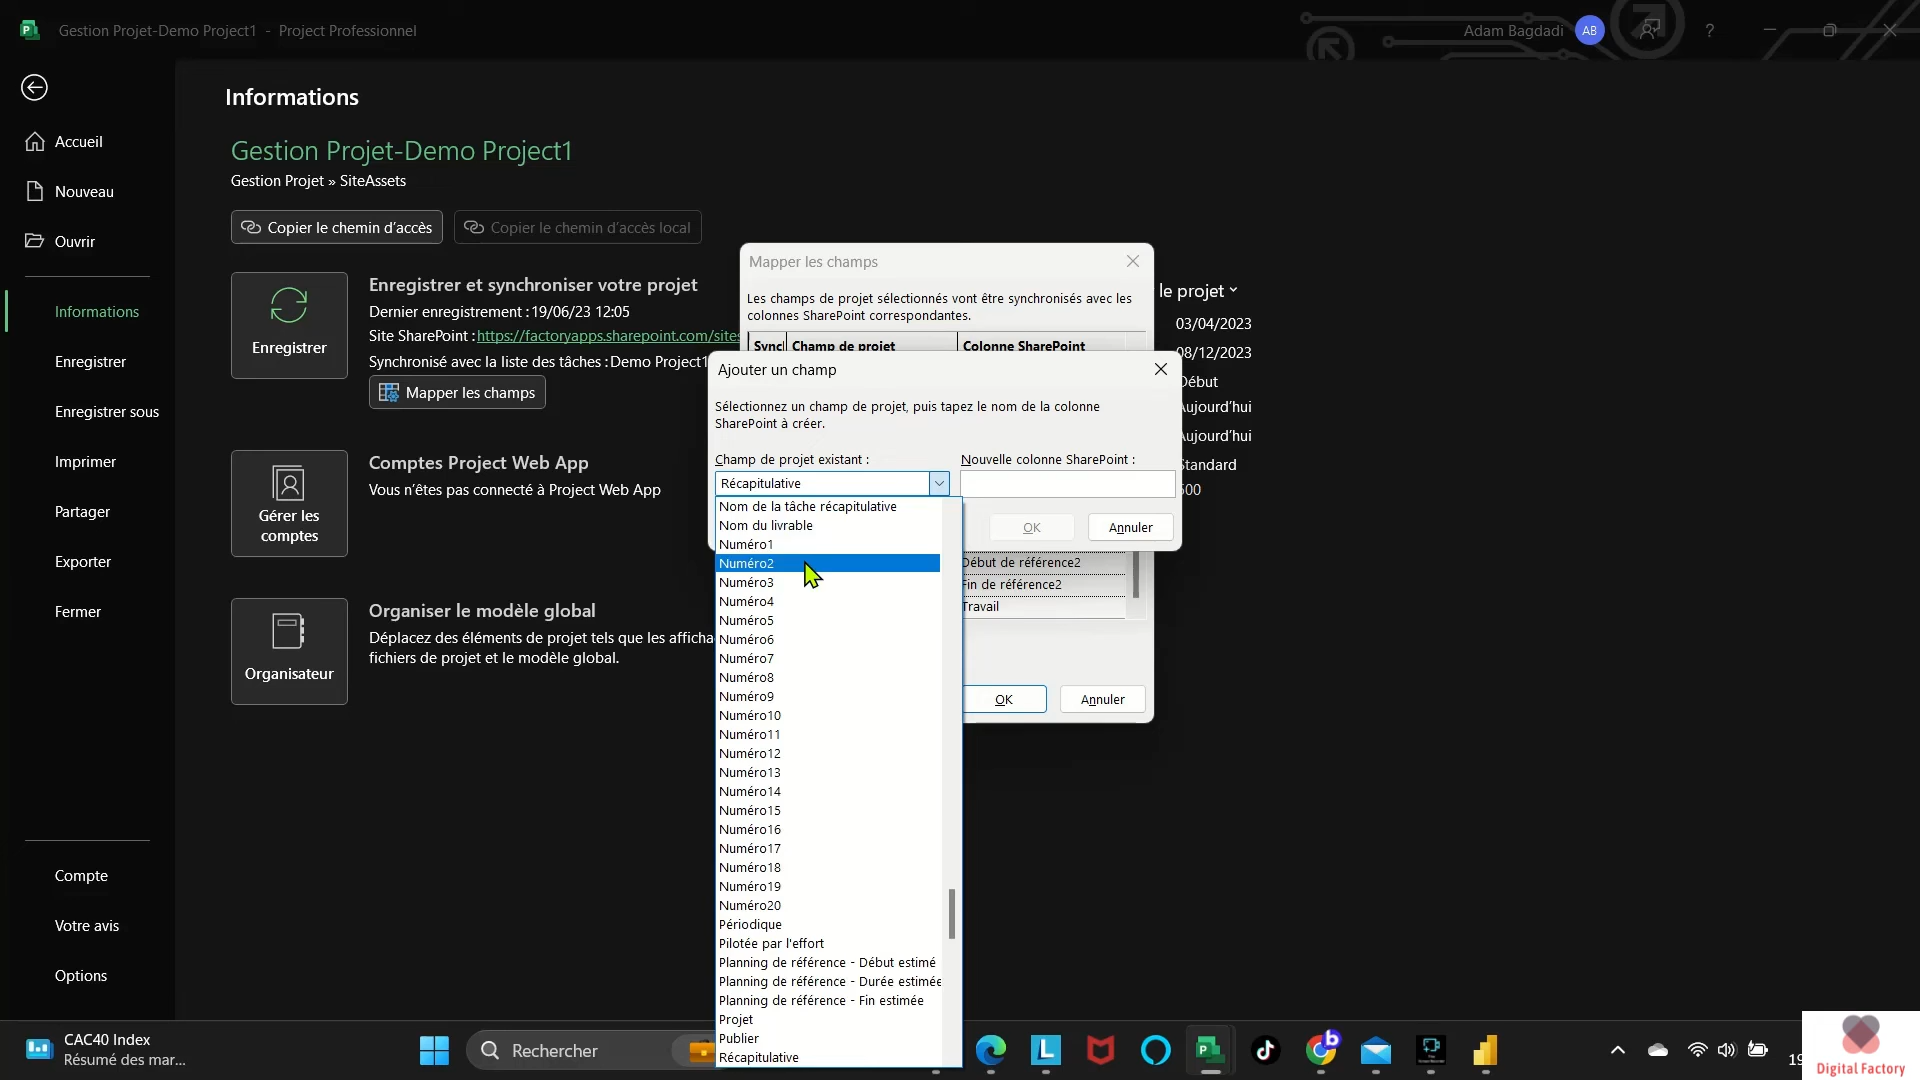 Gestion Projet-Demo Project1 - Project Professionnel
Adam Bagdadi
AB
?
Informations
Accueil
Nouveau
Ouvrir
Informations
Enregistrer
Enregistrer sous
Imprimer
Partager
Exporter
Fermer
Compte
Votre avis
Options
Gestion Projet-Demo Project1
Gestion Projet » SiteAssets
Copier le chemin d'accès
Copier le chemin d'accès local
Enregistrer
Enregistrer et synchroniser votre projet
Dernier enregistrement : 19/06/23 12:05
Site SharePoint : https://factoryapps.sharepoint.com/sites
Synchronisé avec la liste des tâches : Demo Project1
Mapper les champs
Gérer les
comptes
Comptes Project Web App
Vous n'êtes pas connecté à Project Web App
Organisateur
Organiser le modèle global
Déplacez des éléments de projet tels que les afficha
fichiers de projet et le modèle global.
Mapper les champs
Les champs de projet sélectionnés vont être synchronisés avec les
colonnes SharePoint correspondantes.
Synch Champ de projet Colonne SharePoint
le projet
03/04/2023
08/12/2023
Début
Aujourd'hui
Aujourd'hui
Standard
500
Ajouter un champ
Sélectionnez un champ de projet, puis tapez le nom de la colonne
SharePoint à créer.
Champ de projet existant :
Nouvelle colonne SharePoint :
Récapitulative
OK
Annuler
Nom de la tâche récapitulative
Nom du livrable
Numéro1
Numéro2
Numéro3
Numéro4
Numéro5
Numéro6
Numéro7
Numéro8
Numéro9
Numéro10
Numéro11
Numéro12
Numéro13
Numéro14
Numéro15
Numéro16
Numéro17
Numéro18
Numéro19
Numéro20
Périodique
Pilotée par l'effort
Planning de référence - Début estimé
Planning de référence - Durée estimée
Planning de référence - Fin estimée
Projet
Publier
Récapitulative
Début de référence2
Fin de référence2
Travail
OK
Annuler
CAC40 Index
Résumé des mar...
Rechercher
L
b
19
Digital Factory